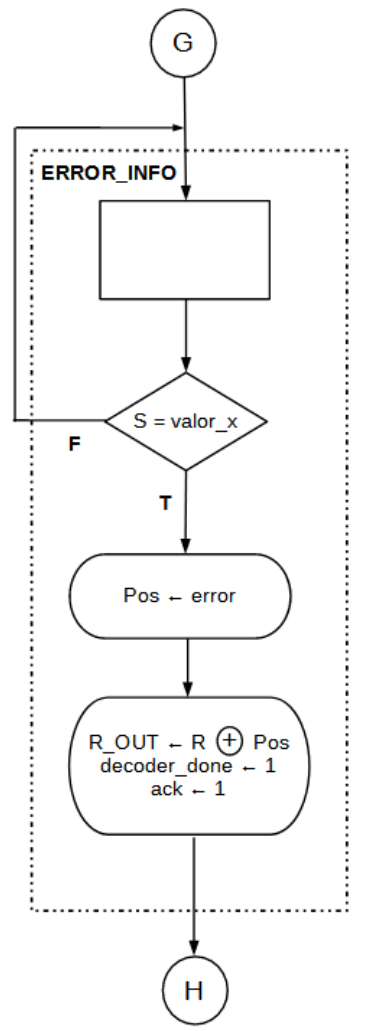 G
ERROR_INFO
S = valor_x
F
T
Pos ← error
R_OUT ← R ⊕ Pos
decoder_done ← 1
ack ← 1
H